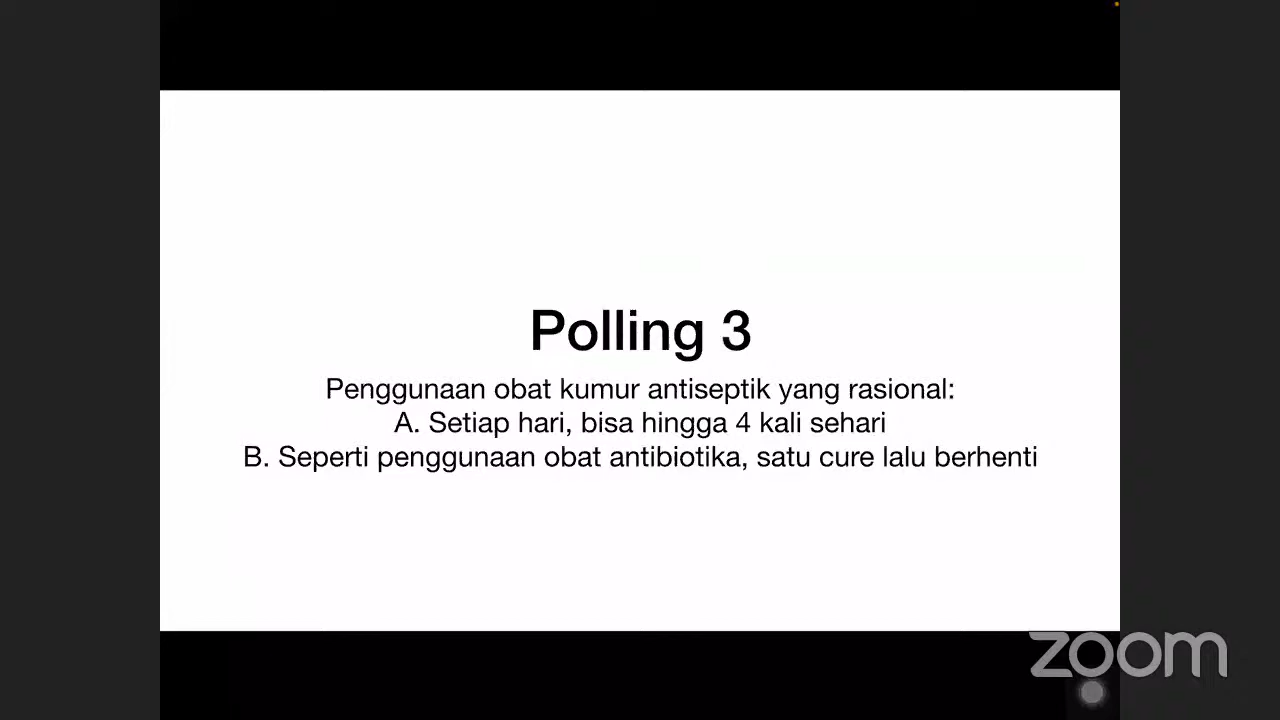 Polling 3
Penggunaan obat kumur antiseptik yang rasional:
A. Setiap hari, bisa hingga 4 kali sehari
B. Seperti penggunaan obat antibiotika, satu cure lalu berhenti
zoom